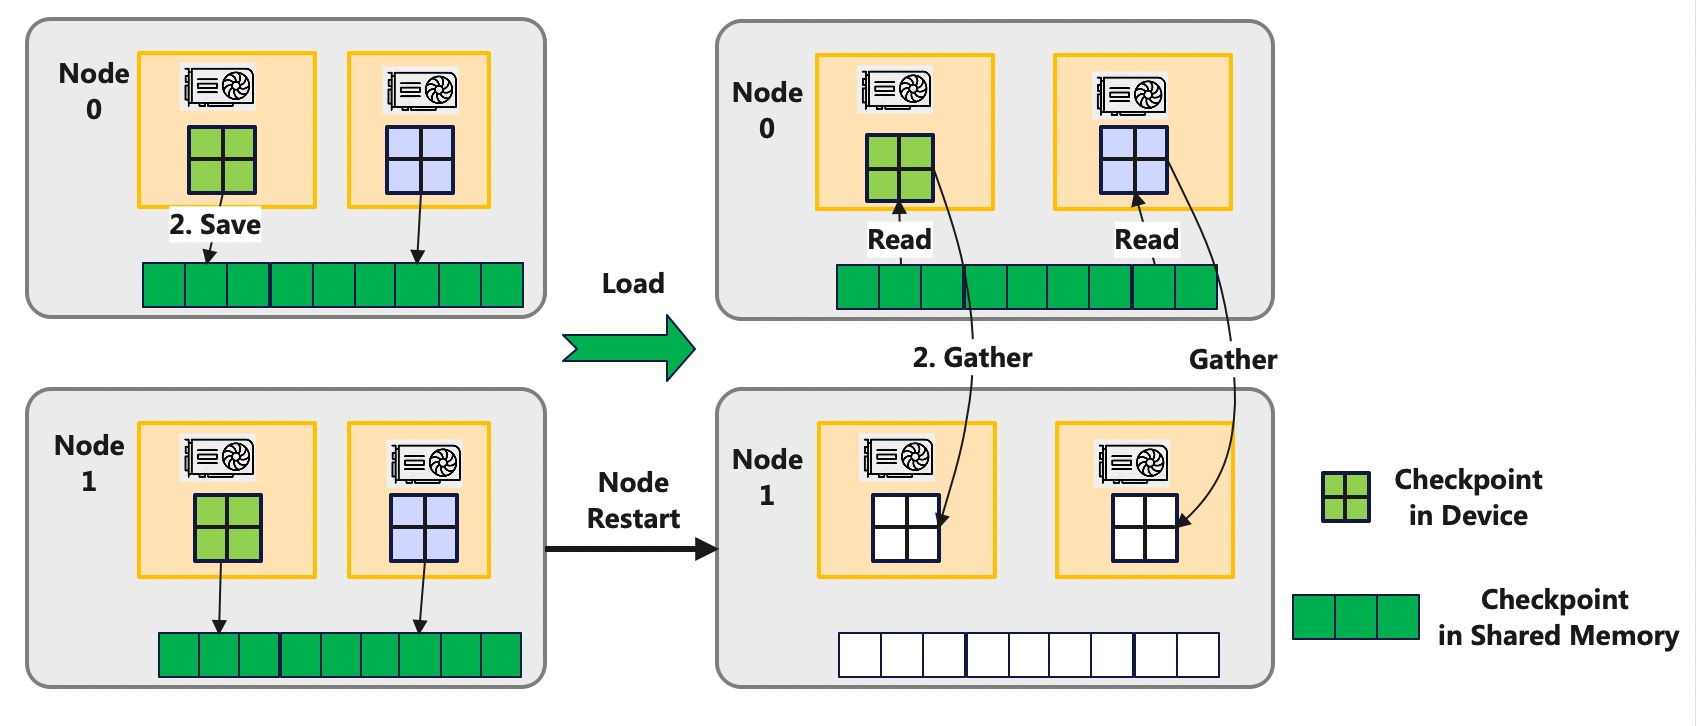 Node
0
2. Save
Node
1
Load
Node
Restart
Node
0
Read
Read
2. Gather
Gather
Node
1
Checkpoint
in Device
Checkpoint
in Shared Memory